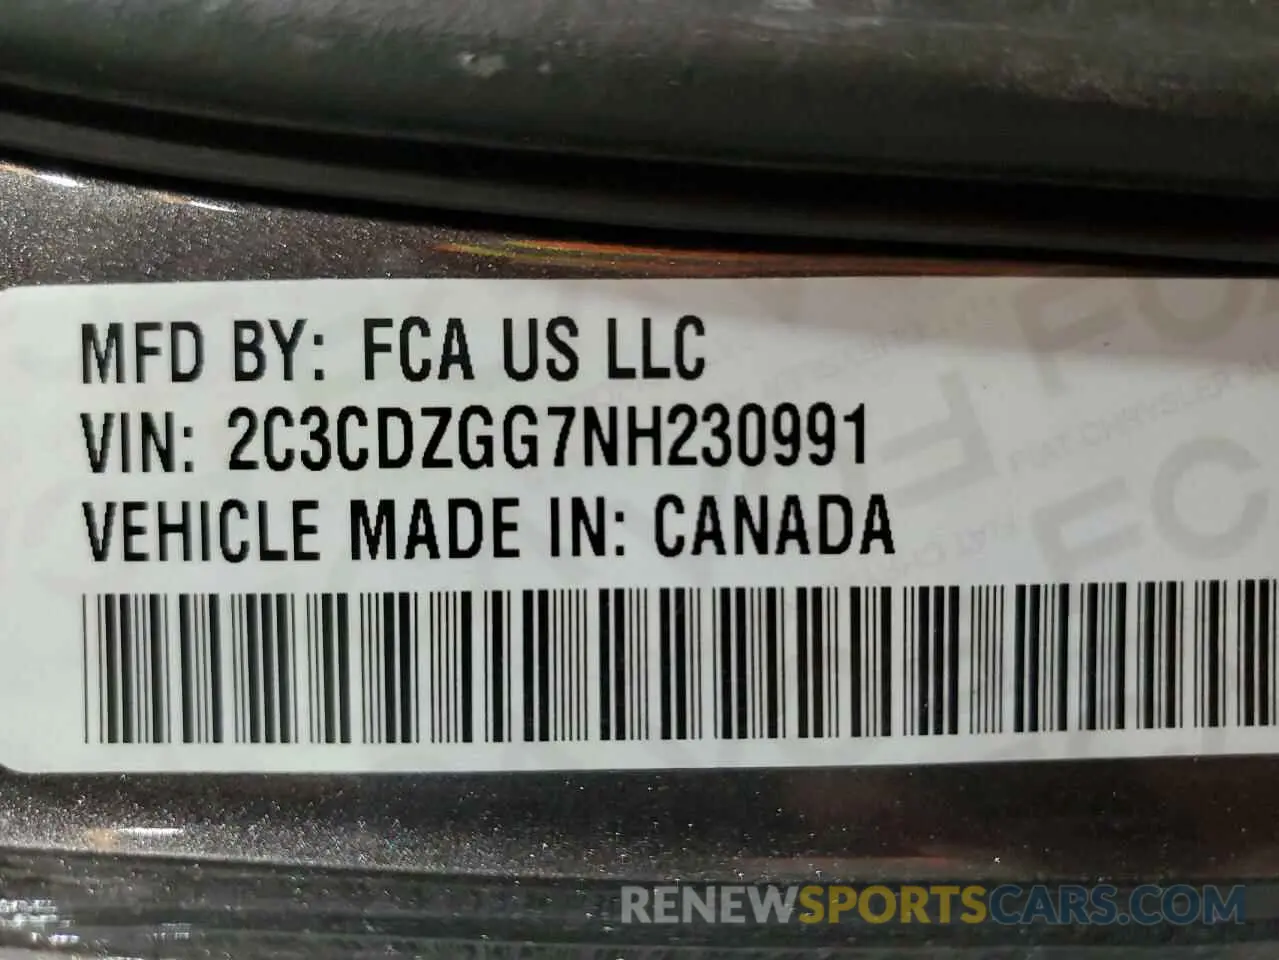 MFD BY: FCA US LLC
VIN: 2C3CDZGG7NH230991
VEHICLE MADE IN: CANADA
RENEWSPORTSCARS.COM